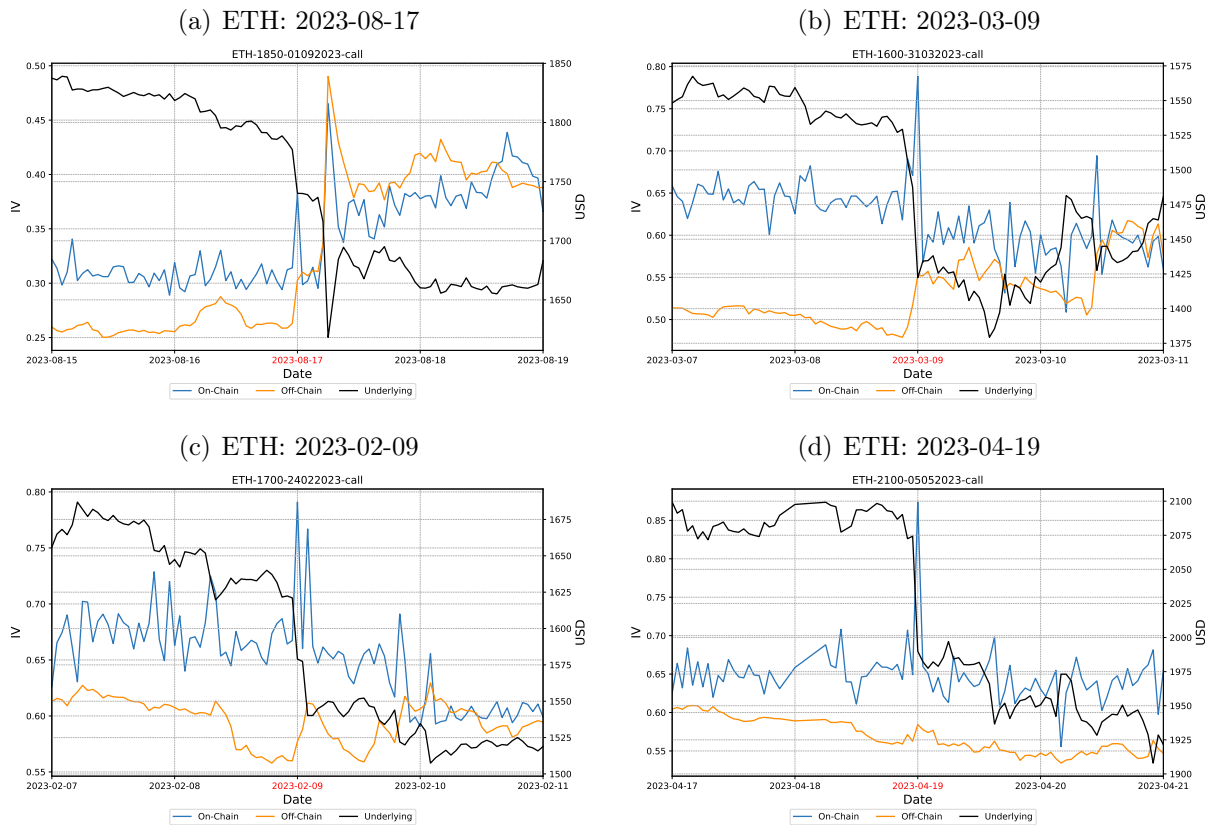 (a) ETH: 2023-08-17
ETH-1850-01092023-call
0.50
0.45
0.40
0.35
0.30
0.25
IV
1850
1800
1750
1700
1650
USD
2023-08-15 2023-08-16 2023-08-17 2023-08-18 2023-08-19
Date
On-Chain Off-Chain Underlying
(b) ETH: 2023-03-09
ETH-1600-31032023-call
0.80
0.75
0.70
0.65
0.60
0.55
0.50
IV
1575
1550
1525
1500
1475
1450
1425
1400
1375
USD
2023-03-07 2023-03-08 2023-03-09 2023-03-10 2023-03-11
Date
On-Chain Off-Chain Underlying
(c) ETH: 2023-02-09
ETH-1700-24022023-call
0.80
0.75
0.70
0.65
0.60
0.55
IV
1675
1650
1625
1600
1575
1550
1525
1500
USD
2023-02-07 2023-02-08 2023-02-09 2023-02-10 2023-02-11
Date
On-Chain Off-Chain Underlying
(d) ETH: 2023-04-19
ETH-2100-05052023-call
0.85
0.80
0.75
0.70
0.65
0.60
0.55
IV
2100
2075
2050
2025
2000
1975
1950
1925
1900
USD
2023-04-17 2023-04-18 2023-04-19 2023-04-20 2023-04-21
Date
On-Chain Off-Chain Underlying